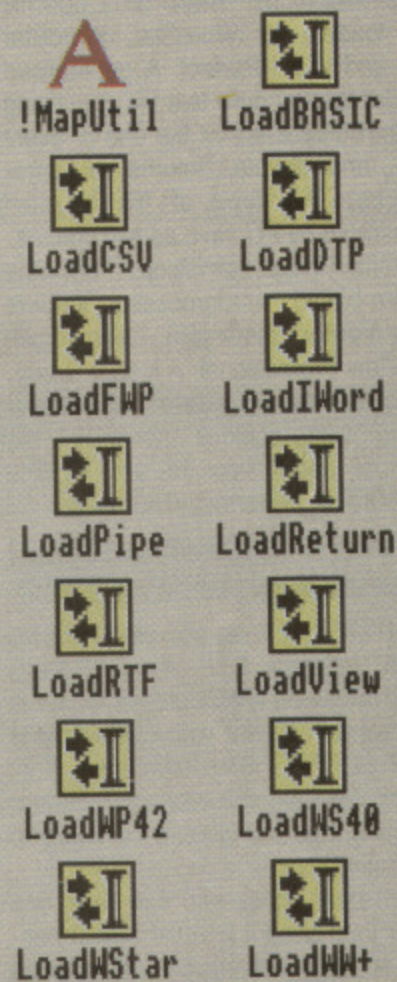 !MapUtil LoadBASIC
LoadCSV LoadDTP
LoadFWP LoadIWord
LoadPipe LoadReturn
LoadRTF LoadView
LoadWP42 LoadWS40
LoadWStar LoadWW+